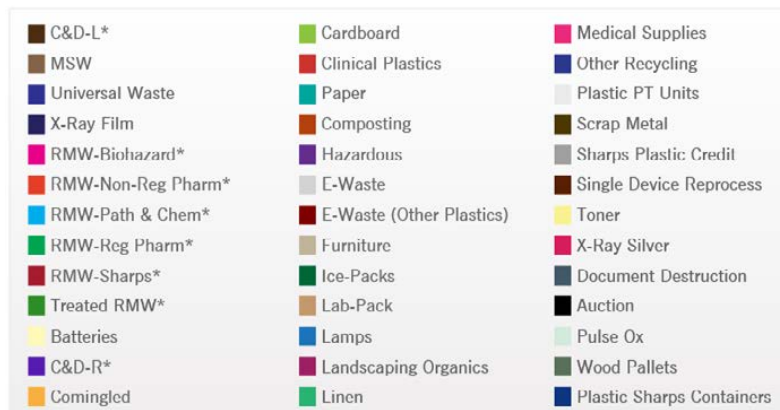 C&D-L*
MSW
Universal Waste
X-Ray Film
RMW-Biohazard*
RMW-Non-Reg Pharm*
RMW-Path & Chem*
RMW-Reg Pharm*
RMW-Sharps*
Treated RMW*
Batteries
C&D-R*
Comingled
Cardboard
Clinical Plastics
Paper
Composting
Hazardous
E-Waste
E-Waste (Other Plastics)
Furniture
Ice-Packs
Lab-Pack
Lamps
Landscaping Organics
Linen
Medical Supplies
Other Recycling
Plastic PT Units
Scrap Metal
Sharps Plastic Credit
Single Device Reprocess
Toner
X-Ray Silver
Document Destruction
Auction
Pulse Ox
Wood Pallets
Plastic Sharps Containers